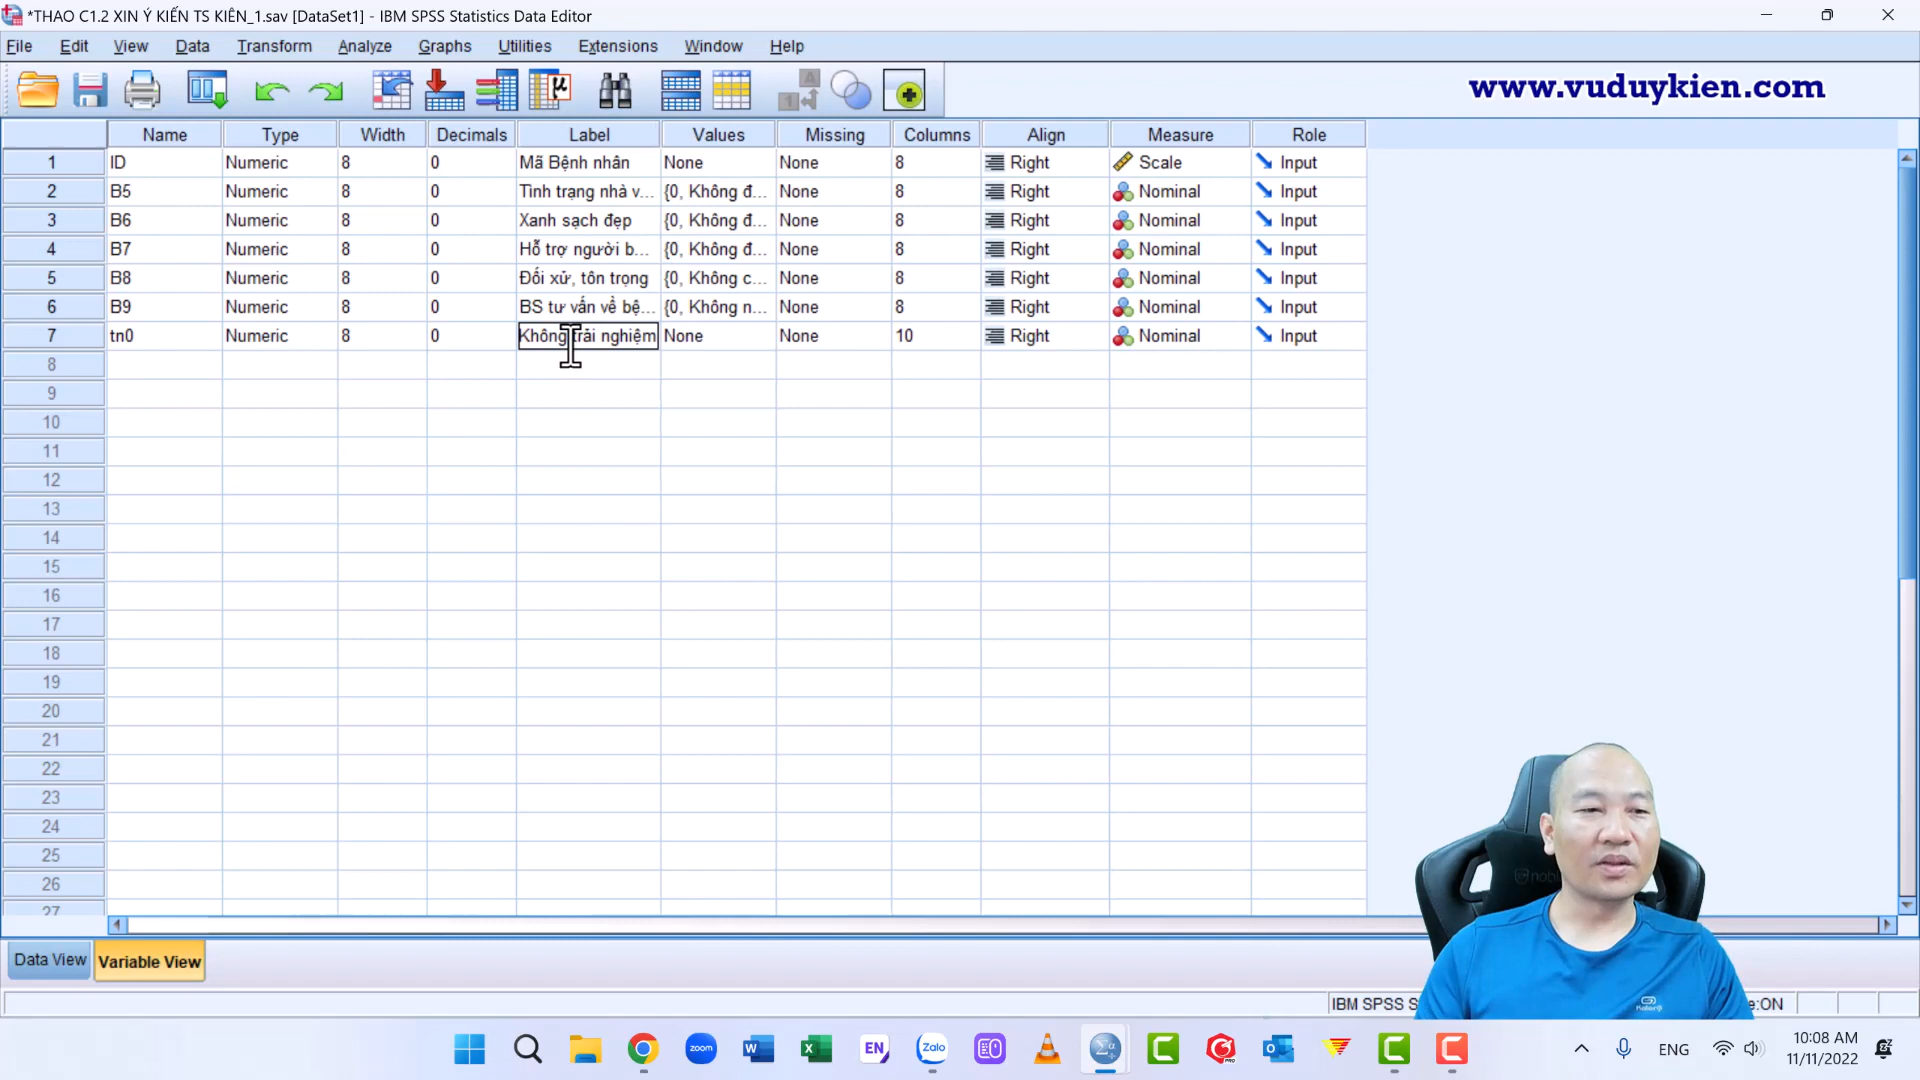 *THAO C1.2 XIN Ý KIẾN TS KIÊN_1.sav [DataSet1] - IBM SPSS Statistics Data Editor
File Edit View Data Transform Analyze Graphs Utilities Extensions Window Help
www.vuduykien.com
Name Type Width Decimals Label Values Missing Columns Align Measure Role
1 ID Numeric 8 0 Mã Bệnh nhân None None 8 Right Scale Input
2 B5 Numeric 8 0 Tình trạng nhà v... {0, Không đ... None 8 Right Nominal Input
3 B6 Numeric 8 0 Xanh sạch đẹp {0, Không đ... None 8 Right Nominal Input
4 B7 Numeric 8 0 Hỗ trợ người b... {0, Không đ... None 8 Right Nominal Input
5 B8 Numeric 8 0 Đối xử, tôn trọng {0, Không c... None 8 Right Nominal Input
6 B9 Numeric 8 0 BS tư vấn về bệ... {0, Không n... None 8 Right Nominal Input
7 tn0 Numeric 8 0 Không trải nghiệm None None 10 Right Nominal Input
8
9
10
11
12
13
14
15
16
17
18
19
20
21
22
23
24
25
26
27
Data View Variable View
IBM SPSS S
e:ON
zoom W X EN Zalo
ENG
10:08 AM
11/11/2022